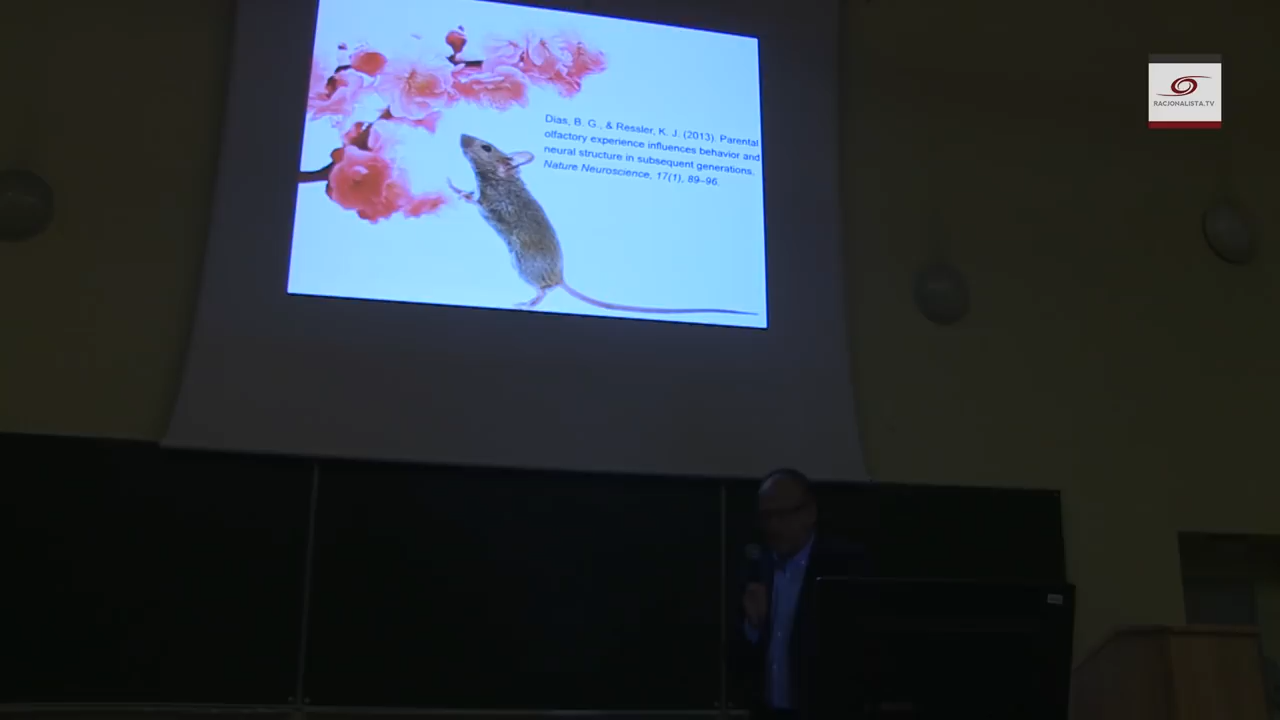 Dias, B. G., & Ressler, K. J. (2013). Parental
olfactory experience influences behavior and
neural structure in subsequent generations.
Nature Neuroscience, 17(1), 89–96.
RACJONALISTA.TV